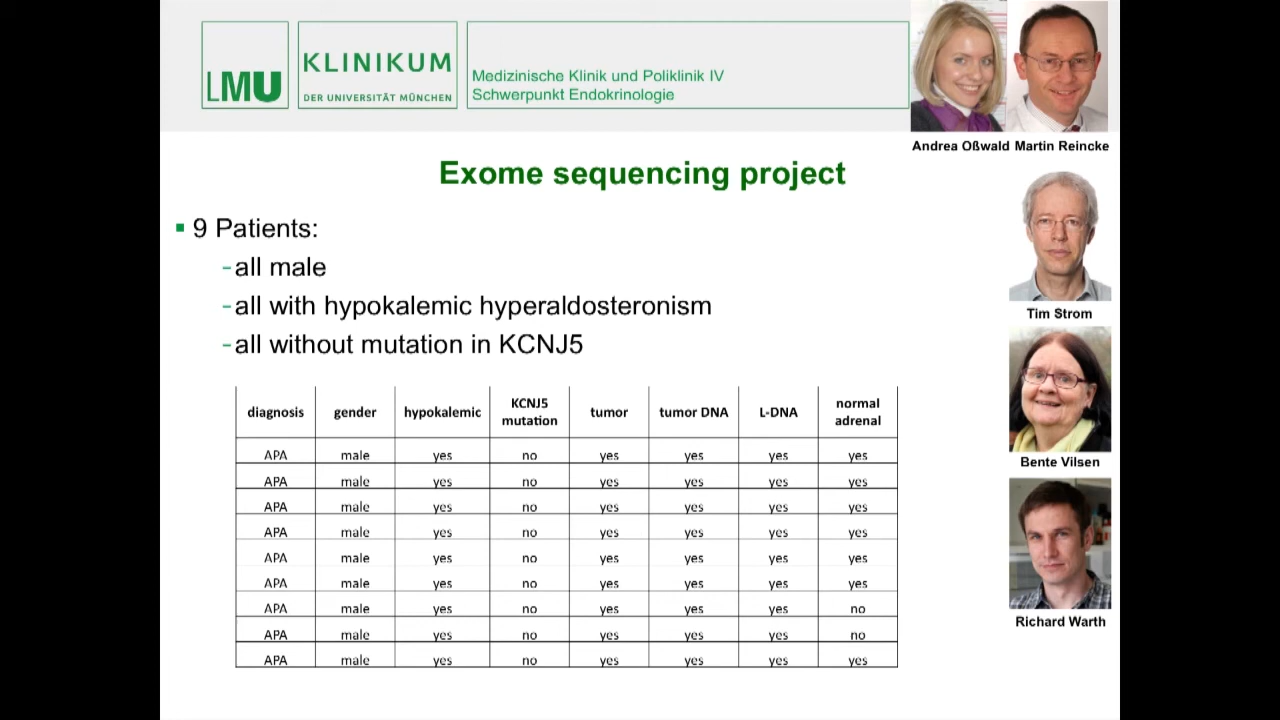 LMU
KLINIKUM
DER UNIVERSITÄT MÜNCHEN
Medizinische Klinik und Poliklinik IV
Schwerpunkt Endokrinologie
Andrea Oßwald Martin Reincke
Exome sequencing project
9 Patients:
-all male
-all with hypokalemic hyperaldosteronism
-all without mutation in KCNJ5
Tim Strom
Bente Vilsen
Richard Warth
diagnosis gender hypokalemic KCNJ5 mutation tumor tumor DNA L-DNA normal adrenal
APA male yes no yes yes yes yes
APA male yes no yes yes yes yes
APA male yes no yes yes yes yes
APA male yes no yes yes yes yes
APA male yes no yes yes yes yes
APA male yes no yes yes yes yes
APA male yes no yes yes yes no
APA male yes no yes yes yes no
APA male yes no yes yes yes yes